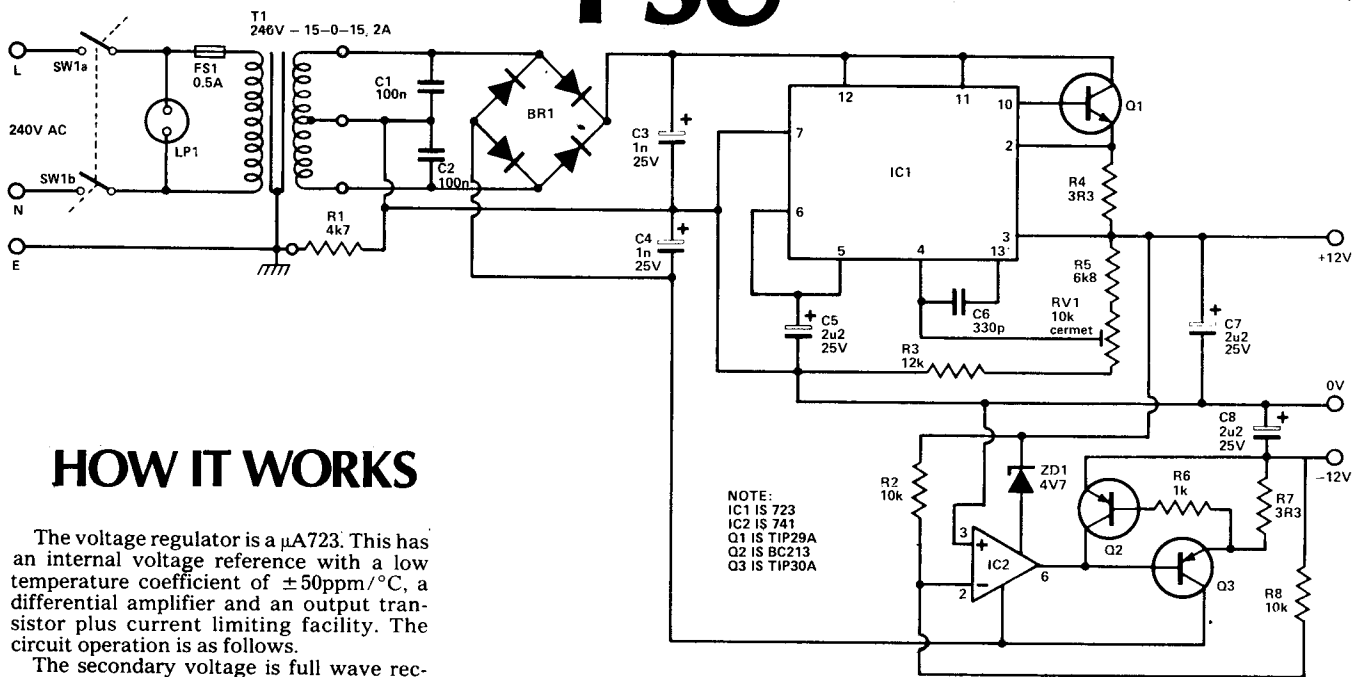 PSU
T1
240V – 15-0-15, 2A
L
SW1a
FS1
0.5A
240V AC
LP1
SW1b
N
E
R1
4k7
C1
100n
C2
100n
BR1
C3
1n
25V
+
C4
1n
25V
+
12
11
10
7
2
IC1
6
5
4
3
13
Q1
R4
3R3
+12V
R5
6k8
RV1
10k
cermet
C5
2u2
25V
+
C6
330p
R3
12k
C7
2u2
25V
+
0V
C8
2u2
25V
+
–12V
R2
10k
ZD1
4V7
3
+
IC2
–
2
6
Q2
R6
1k
R7
3R3
Q3
R8
10k
NOTE:
IC1 IS 723
IC2 IS 741
Q1 IS TIP29A
Q2 IS BC213
Q3 IS TIP30A
HOW IT WORKS
The voltage regulator is a μA723. This has
an internal voltage reference with a low
temperature coefficient of ±50ppm/°C, a
differential amplifier and an output tran-
sistor plus current limiting facility. The
circuit operation is as follows.
The secondary voltage is full wave rec-